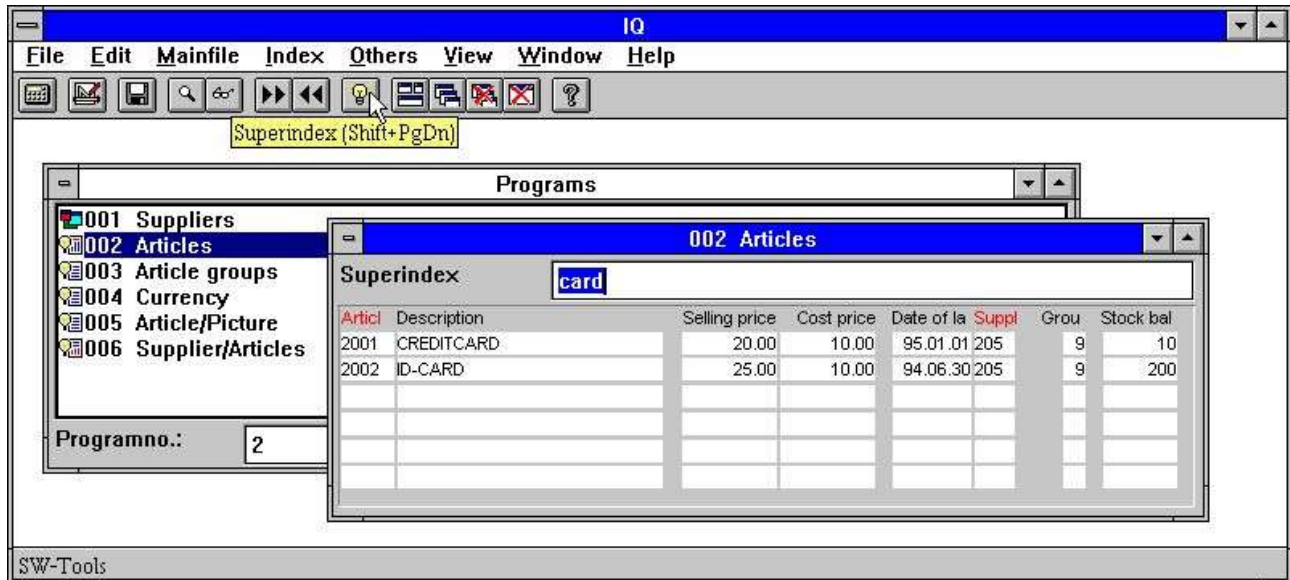 IQ
File Edit Mainfile Index Others View Window Help
Superindex (Shift+PgDn)
Programs
001 Suppliers
002 Articles
003 Article groups
004 Currency
005 Article/Picture
006 Supplier/Articles
Programno.: 2
002 Articles
Superindex card
Articl Description Selling price Cost price Date of la Suppl Grou Stock bal
2001 CREDITCARD 20.00 10.00 95.01.01 205 9 10
2002 ID-CARD 25.00 10.00 94.06.30 205 9 200
SW-Tools